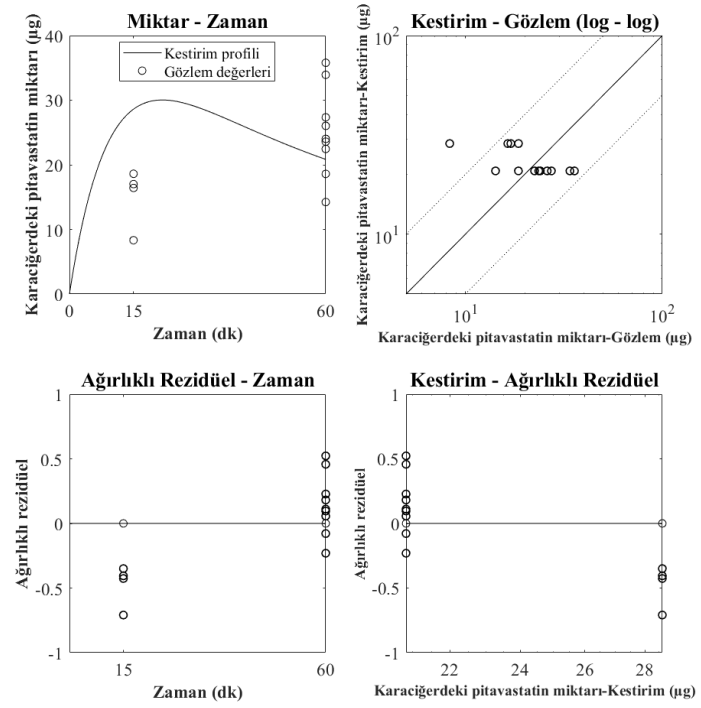 Miktar - Zaman
Karaciğerdeki pitavastatin miktarı (µg)
40
30
20
10
0
Kestirim profili
Gözlem değerleri
0
15
60
Zaman (dk)
Kestirim - Gözlem (log - log)
Karaciğerdeki pitavastatin miktarı-Kestirim (µg)
10²
10¹
10¹
10²
Karaciğerdeki pitavastatin miktarı-Gözlem (µg)
Ağırlıklı Rezidüel - Zaman
Ağırlıklı rezidüel
1
0.5
0
-0.5
-1
15
60
Zaman (dk)
Kestirim - Ağırlıklı Rezidüel
Ağırlıklı rezidüel
1
0.5
0
-0.5
-1
22
24
26
28
Karaciğerdeki pitavastatin miktarı-Kestirim (µg)